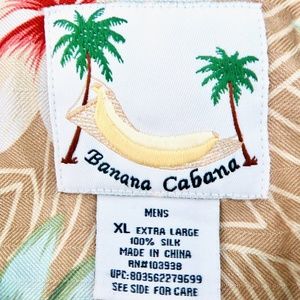 Banana Cabana
MENS
XL EXTRA LARGE
100% SILK
MADE IN CHINA
RN#103938
UPC:803562279699
SEE SIDE FOR CARE